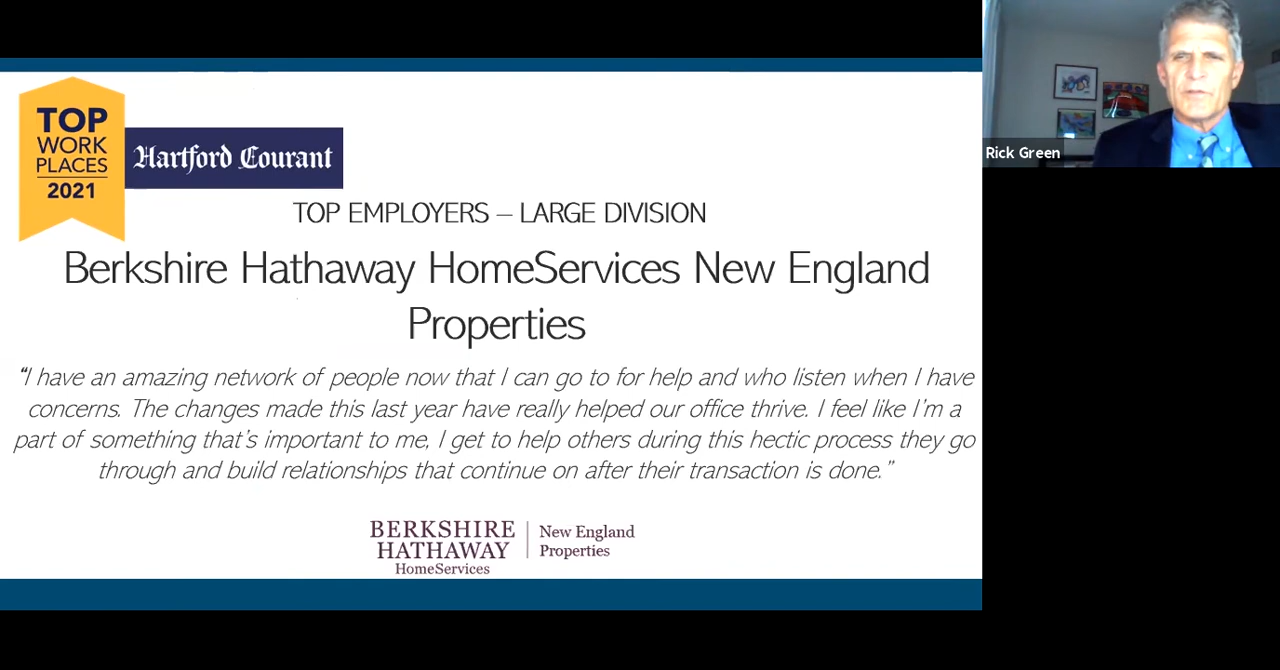 TOP
WORK
PLACES
2021
Hartford Courant
TOP EMPLOYERS – LARGE DIVISION
Berkshire Hathaway HomeServices New England
Properties
“I have an amazing network of people now that I can go to for help and who listen when I have
concerns. The changes made this last year have really helped our office thrive. I feel like I’m a
part of something that’s important to me, I get to help others during this hectic process they go
through and build relationships that continue on after their transaction is done.”
BERKSHIRE
HATHAWAY
HomeServices
New England
Properties
Rick Green